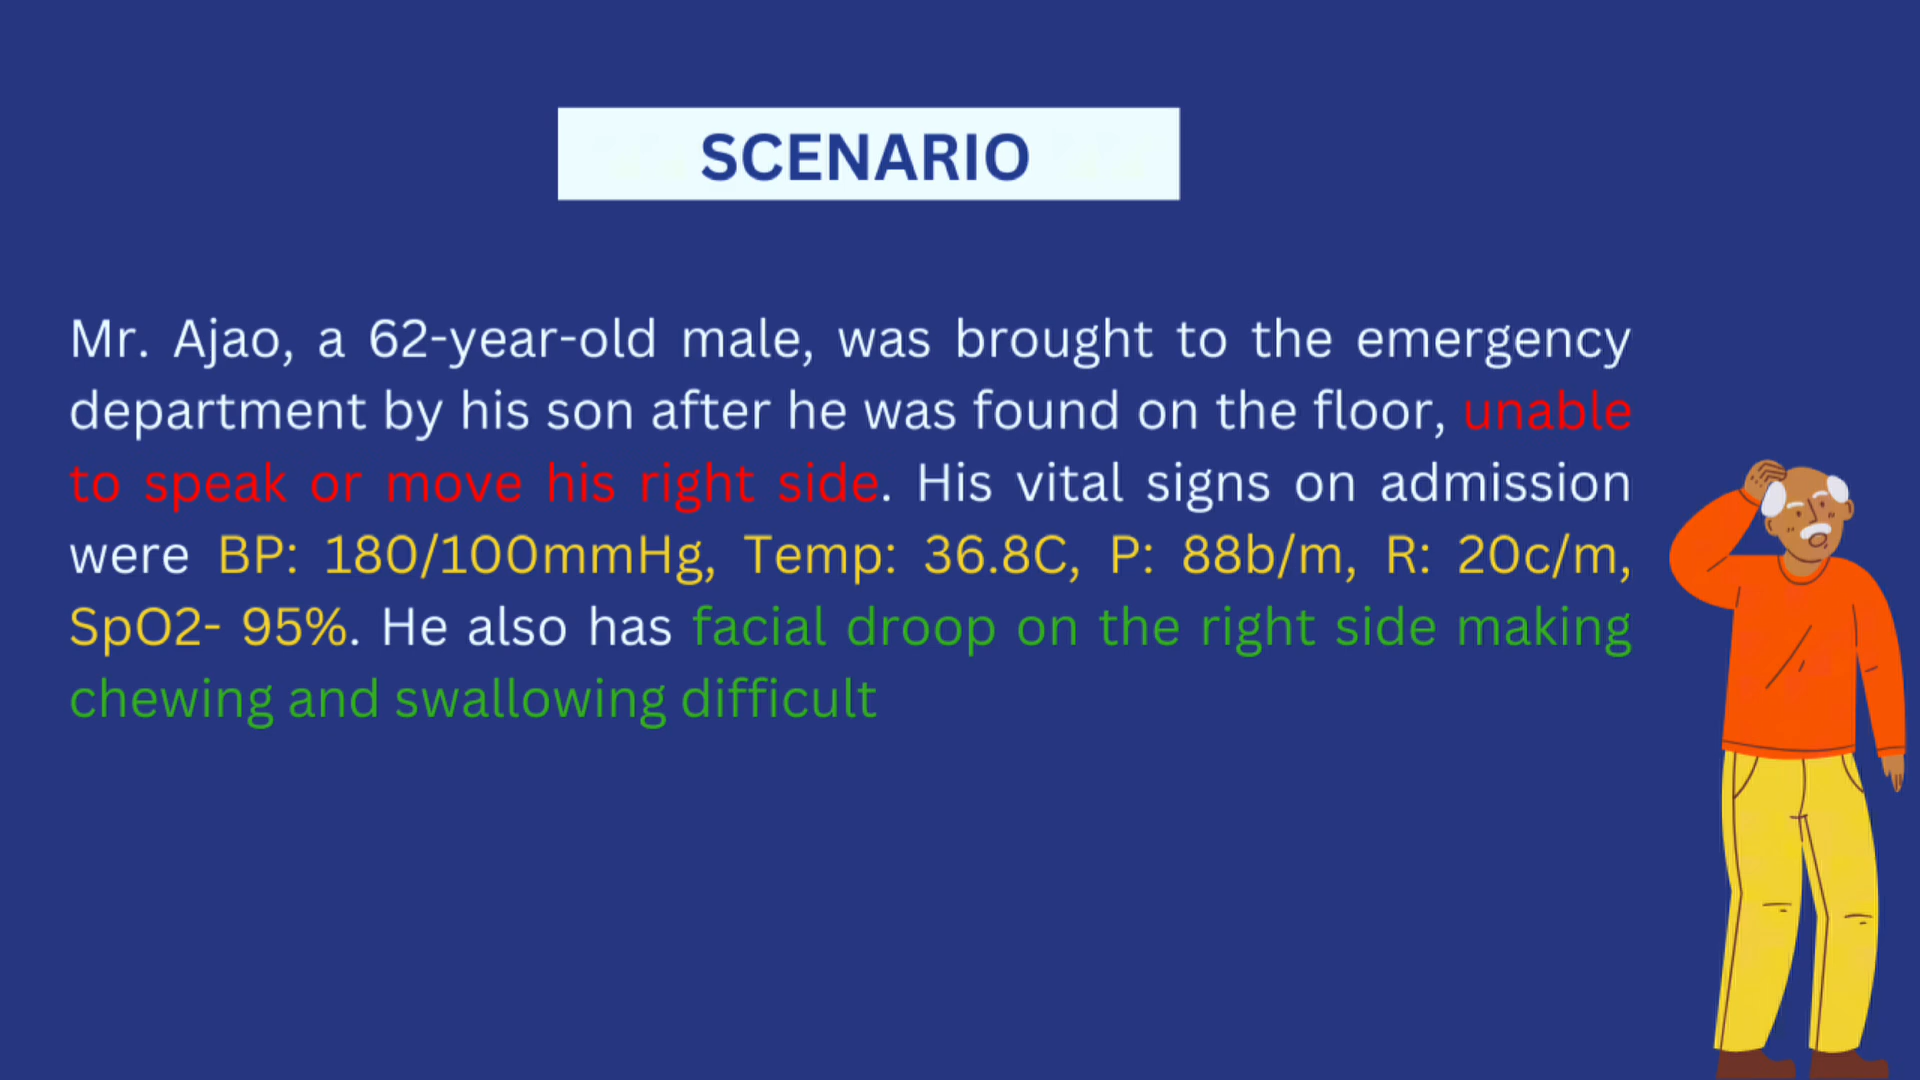 SCENARIO
Mr. Ajao, a 62-year-old male, was brought to the emergency
department by his son after he was found on the floor, unable
to speak or move his right side. His vital signs on admission
were BP: 180/100mmHg, Temp: 36.8C, P: 88b/m, R: 20c/m,
SpO2- 95%. He also has facial droop on the right side making
chewing and swallowing difficult